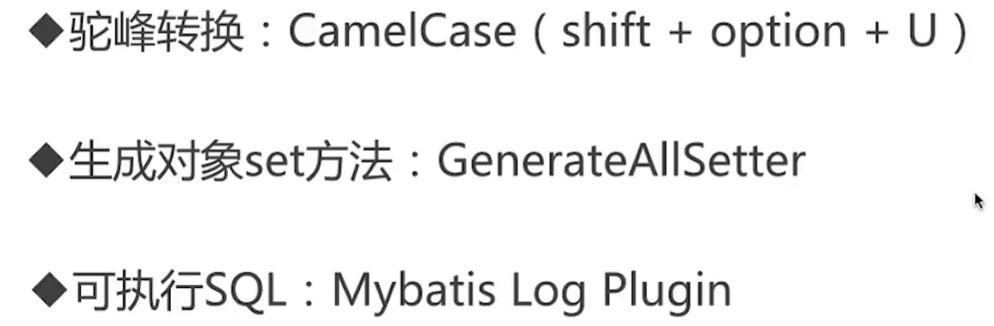 ◆驼峰转换：CamelCase（shift + option + U）
◆生成对象set方法：GenerateAllSetter
◆可执行SQL：Mybatis Log Plugin